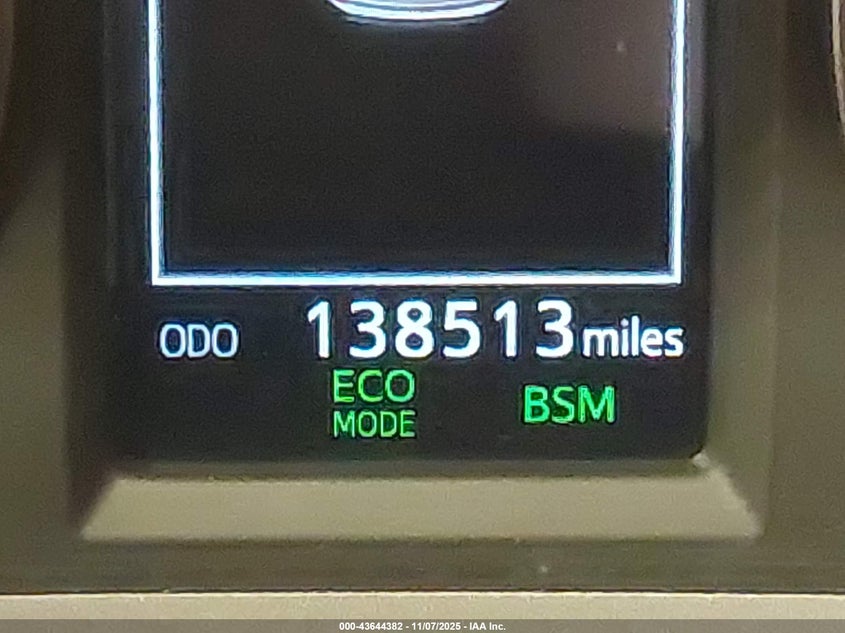 ODO 138513 miles
ECO BSM
MODE
000-43644382 - 11/07/2025 - IAA Inc.